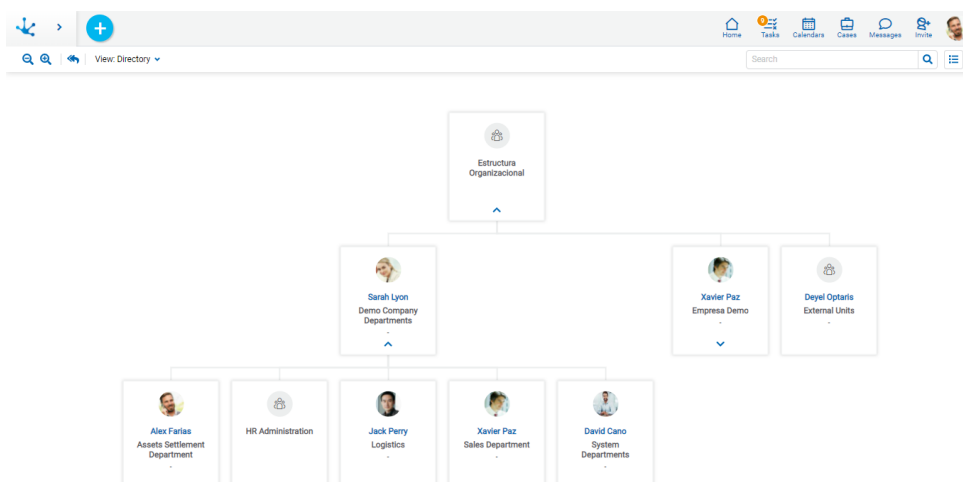 9
Home Tasks Calendars Cases Messages Invite
View: Directory
Search
Estructura
Organizacional
Sarah Lyon
Demo Company
Departments
-
Xavier Paz
Empresa Demo
-
Deyel Optaris
External Units
-
Alex Farias
Assets Settlement
Department
-
HR Administration
Jack Perry
Logistics
-
Xavier Paz
Sales Department
-
David Cano
System
Departments
-